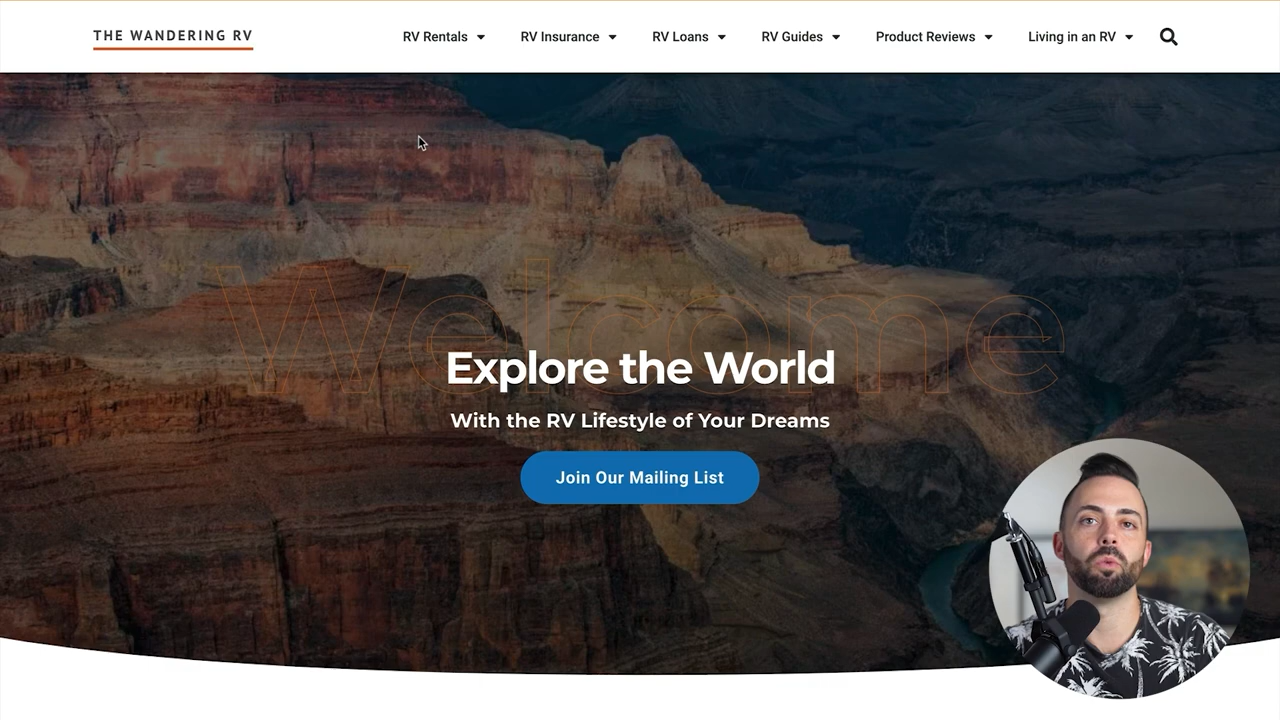 THE WANDERING RV
RV Rentals RV Insurance RV Loans RV Guides Product Reviews Living in an RV
Welcome
Explore the World
With the RV Lifestyle of Your Dreams
Join Our Mailing List